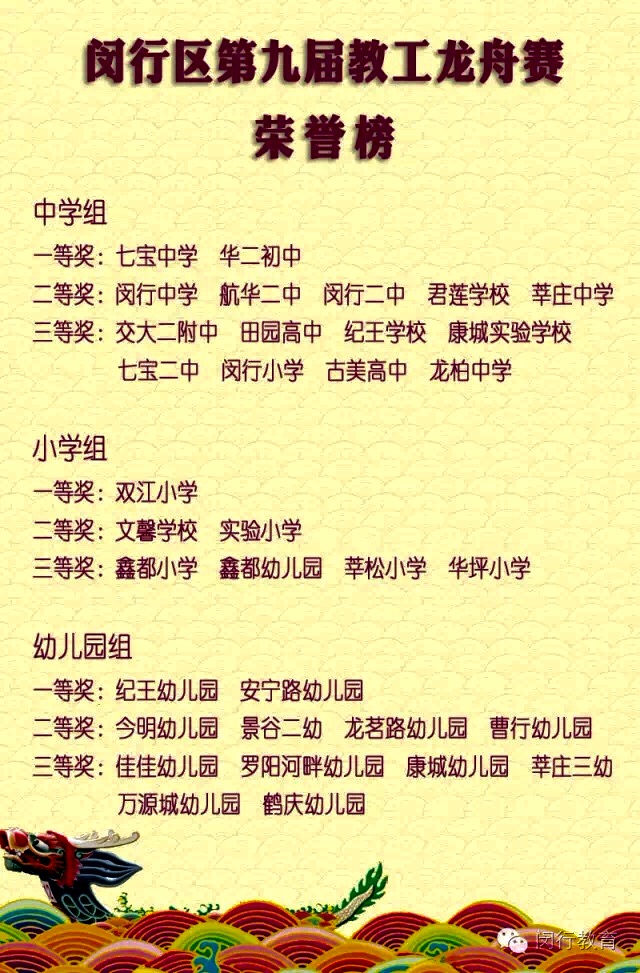 闵行区第九届教工龙舟赛
荣誉榜
中学组
一等奖：七宝中学 华二初中
二等奖：闵行中学 航华二中 闵行二中 君莲学校 莘庄中学
三等奖：交大二附中 田园高中 纪王学校 康城实验学校
七宝二中 闵行小学 古美高中 龙柏中学
小学组
一等奖：双江小学
二等奖：文馨学校 实验小学
三等奖：鑫都小学 鑫都幼儿园 莘松小学 华坪小学
幼儿园组
一等奖：纪王幼儿园 安宁路幼儿园
二等奖：今明幼儿园 景谷二幼 龙茗路幼儿园 曹行幼儿园
三等奖：佳佳幼儿园 罗阳河畔幼儿园 康城幼儿园 莘庄三幼
万源城幼儿园 鹤庆幼儿园
闵行教育